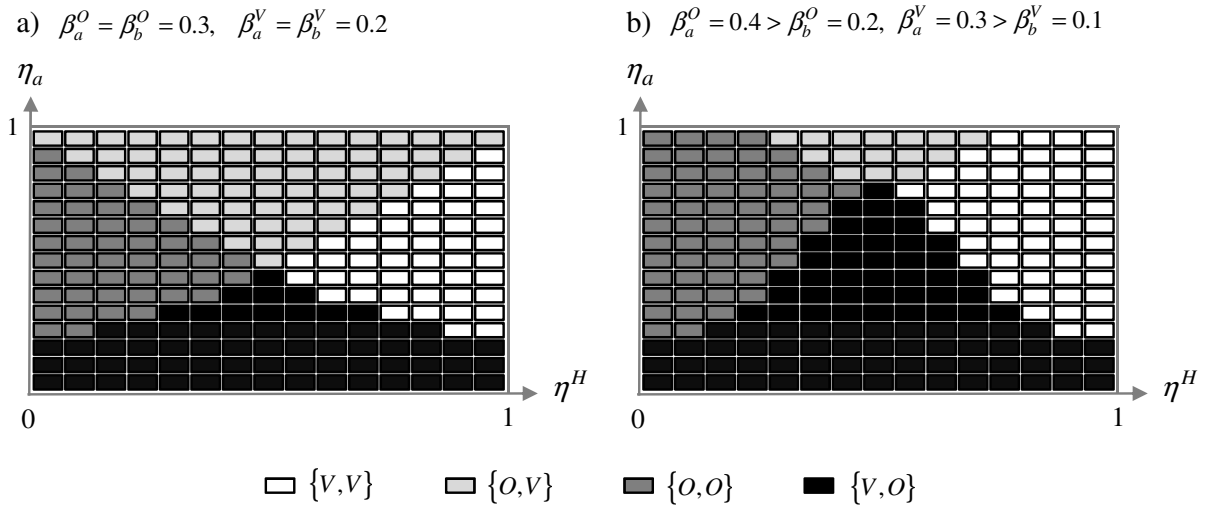 a) β_a^O = β_b^O = 0.3, β_a^V = β_b^V = 0.2
b) β_a^O = 0.4 > β_b^O = 0.2, β_a^V = 0.3 > β_b^V = 0.1
η_a
η_a
1
1
η^H
η^H
0
1
0
1
{V,V} {O,V} {O,O} {V,O}